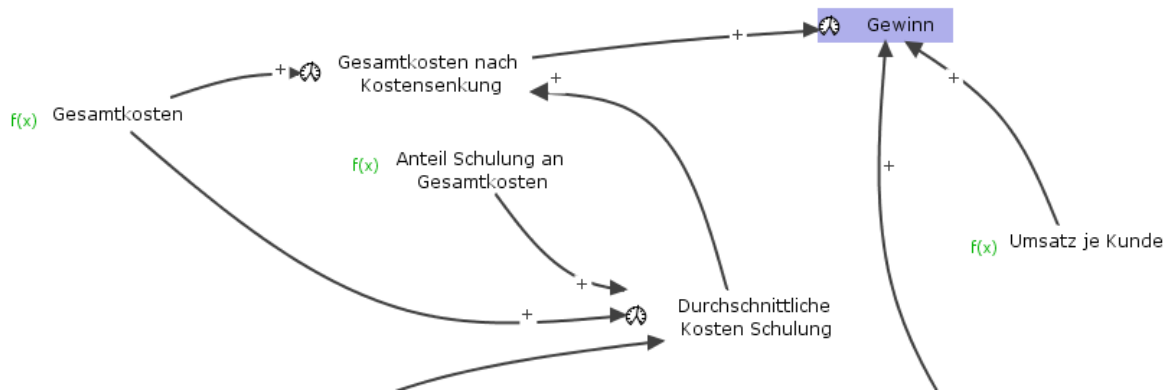 Gewinn
+
Gesamtkosten nach
Kostensenkung
+
+
+
f(x) Gesamtkosten
f(x) Anteil Schulung an
Gesamtkosten
+
f(x) Umsatz je Kunde
+
Durchschnittliche
Kosten Schulung
+